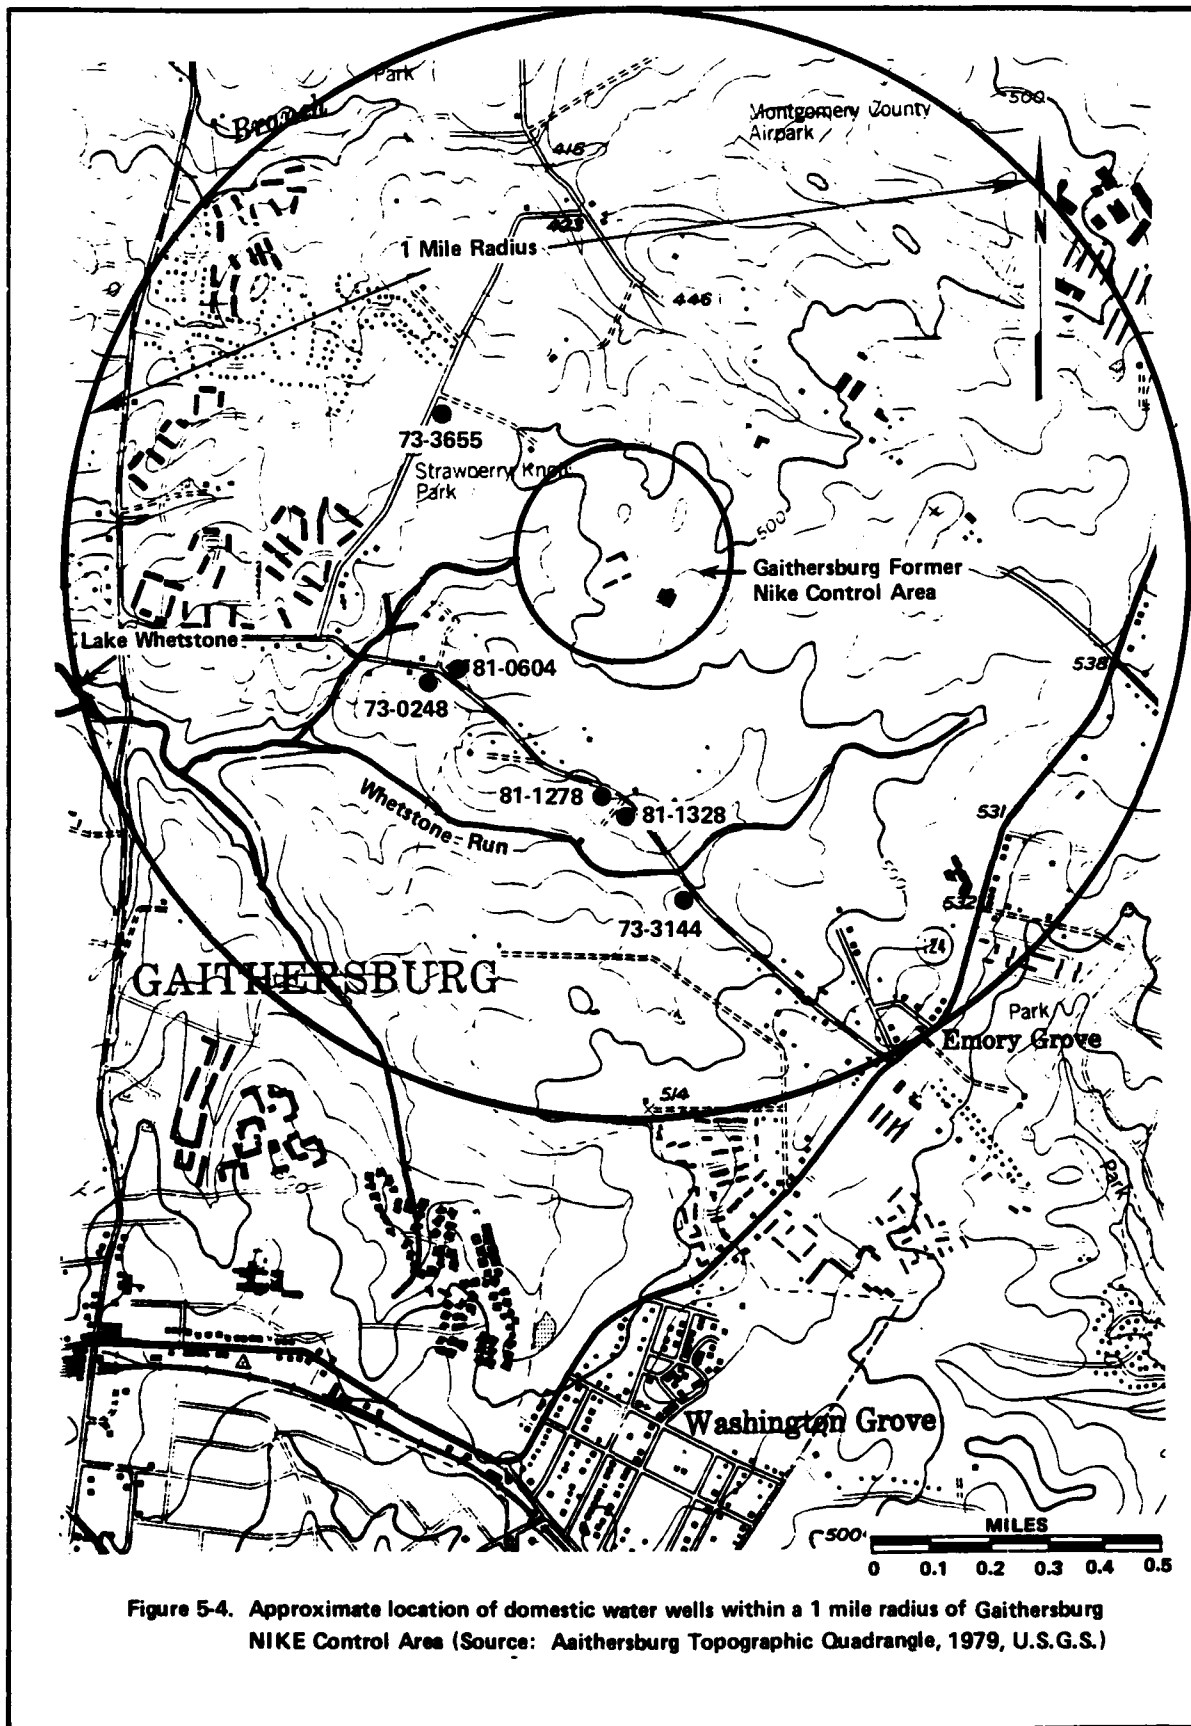 Park
Branch
500
Montgomery County
Airpark
418
423
N
1 Mile Radius
446
73-3655
Strawberry Knoll
Park
500
Gaithersburg Former
Nike Control Area
Lake Whetstone
538
81-0604
73-0248
81-1278
81-1328
531
Whetstone Run
532
73-3144
124
GAITHERSBURG
Park
Emory Grove
514
Park
Washington Grove
500
MILES
0 0.1 0.2 0.3 0.4 0.5
Figure 5-4. Approximate location of domestic water wells within a 1 mile radius of Gaithersburg
NIKE Control Area (Source: Aaithersburg Topographic Quadrangle, 1979, U.S.G.S.)